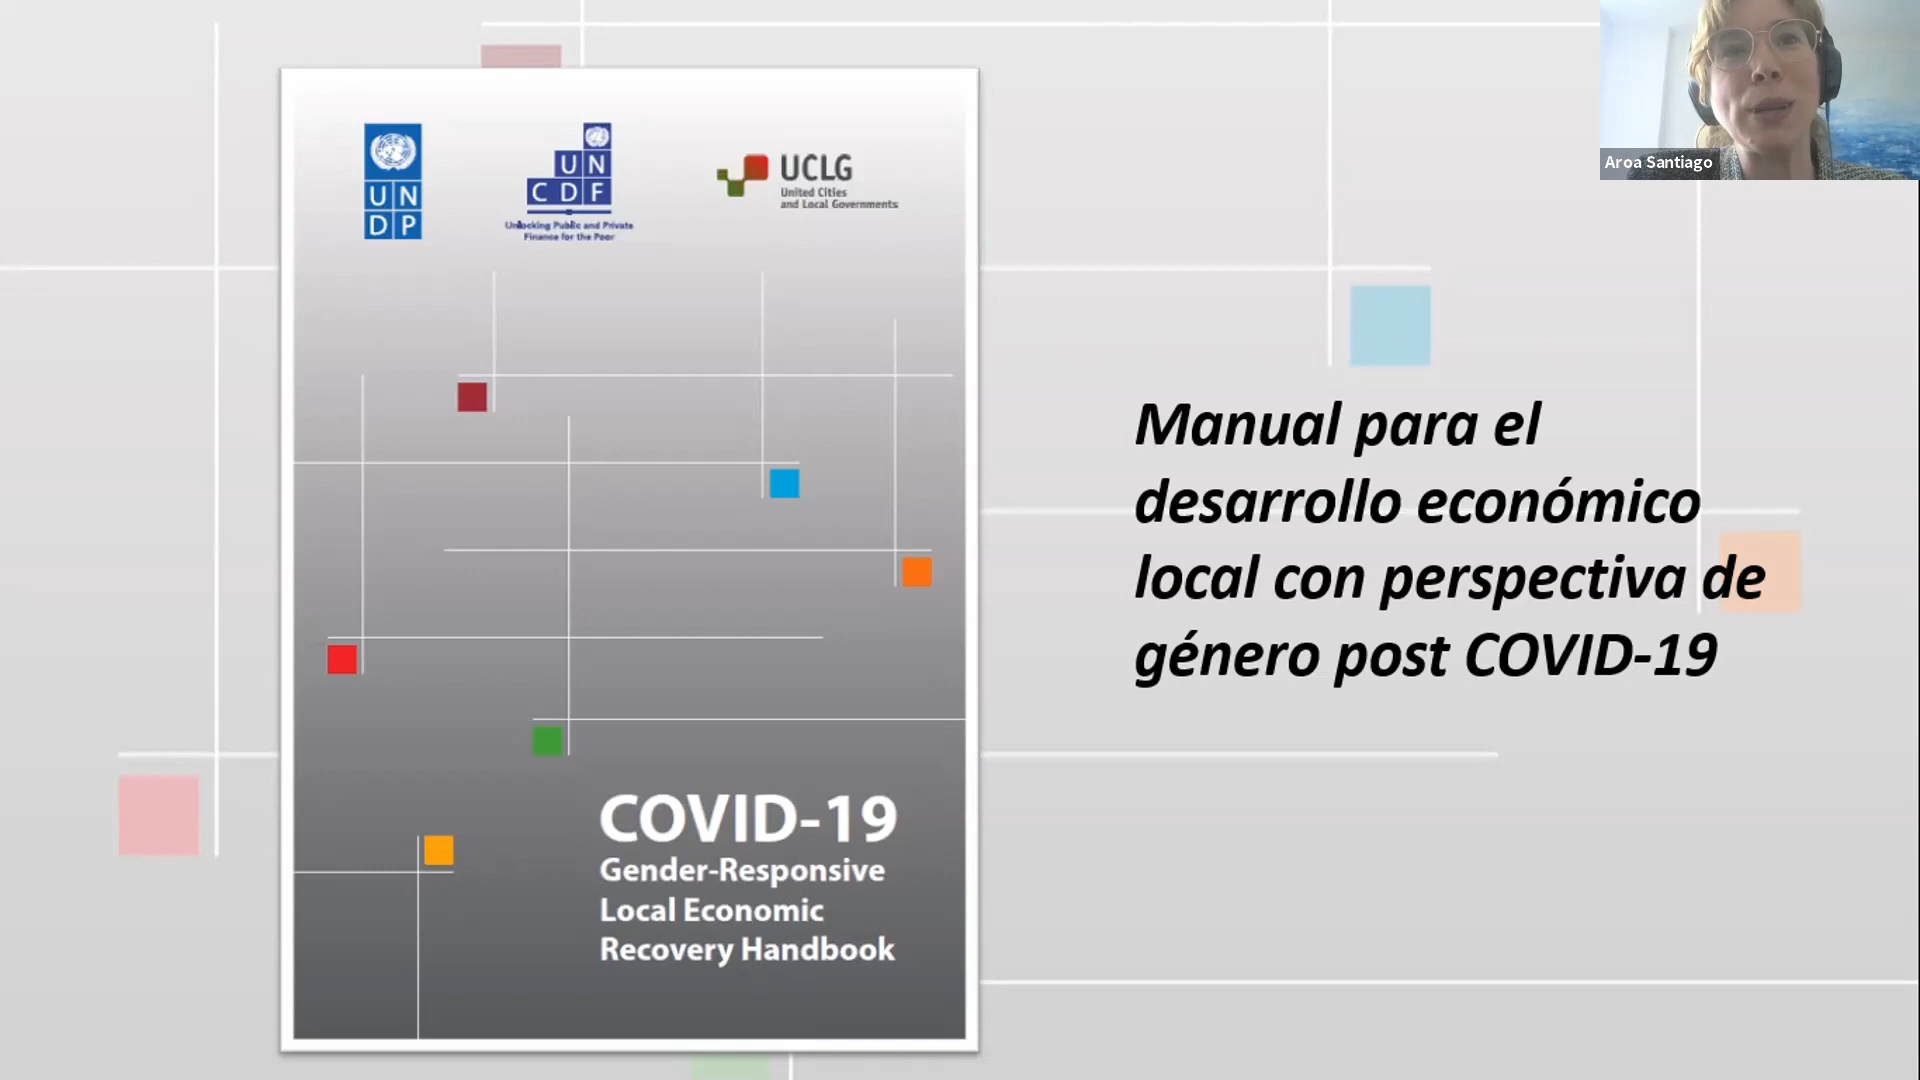 UN
DP
UN
CDF
Unlocking Public and Private
Finance for the Poor
UCLG
United Cities
and Local Governments
COVID-19
Gender-Responsive
Local Economic
Recovery Handbook
Manual para el
desarrollo económico
local con perspectiva de
género post COVID-19
Aroa Santiago